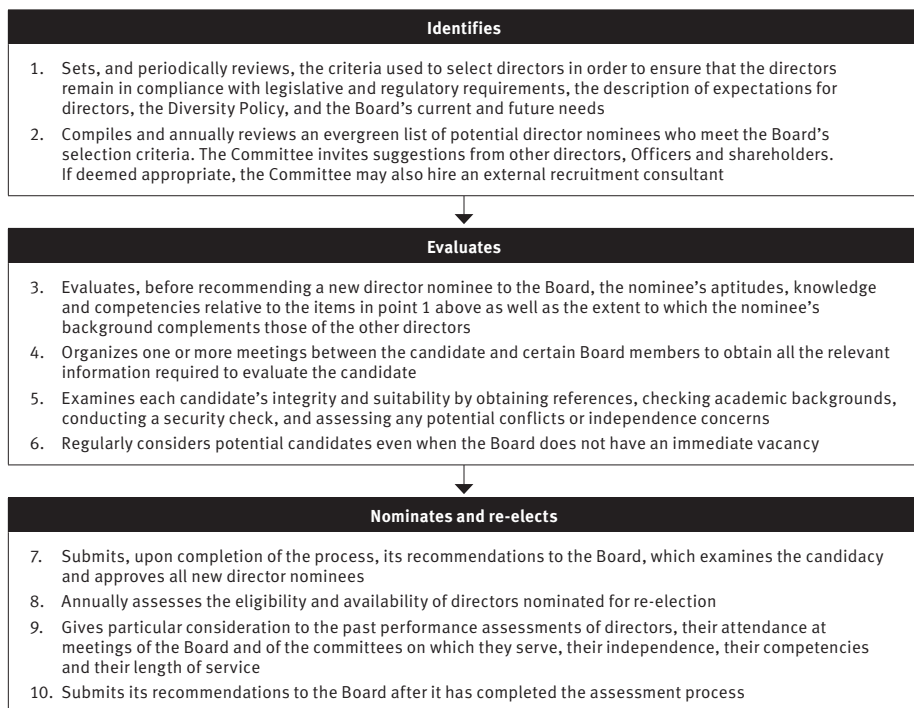 Identifies
1. Sets, and periodically reviews, the criteria used to select directors in order to ensure that the directors
remain in compliance with legislative and regulatory requirements, the description of expectations for
directors, the Diversity Policy, and the Board's current and future needs
2. Compiles and annually reviews an evergreen list of potential director nominees who meet the Board's
selection criteria. The Committee invites suggestions from other directors, Officers and shareholders.
If deemed appropriate, the Committee may also hire an external recruitment consultant
Evaluates
3. Evaluates, before recommending a new director nominee to the Board, the nominee's aptitudes, knowledge
and competencies relative to the items in point 1 above as well as the extent to which the nominee's
background complements those of the other directors
4. Organizes one or more meetings between the candidate and certain Board members to obtain all the relevant
information required to evaluate the candidate
5. Examines each candidate's integrity and suitability by obtaining references, checking academic backgrounds,
conducting a security check, and assessing any potential conflicts or independence concerns
6. Regularly considers potential candidates even when the Board does not have an immediate vacancy
Nominates and re-elects
7. Submits, upon completion of the process, its recommendations to the Board, which examines the candidacy
and approves all new director nominees
8. Annually assesses the eligibility and availability of directors nominated for re-election
9. Gives particular consideration to the past performance assessments of directors, their attendance at
meetings of the Board and of the committees on which they serve, their independence, their competencies
and their length of service
10. Submits its recommendations to the Board after it has completed the assessment process